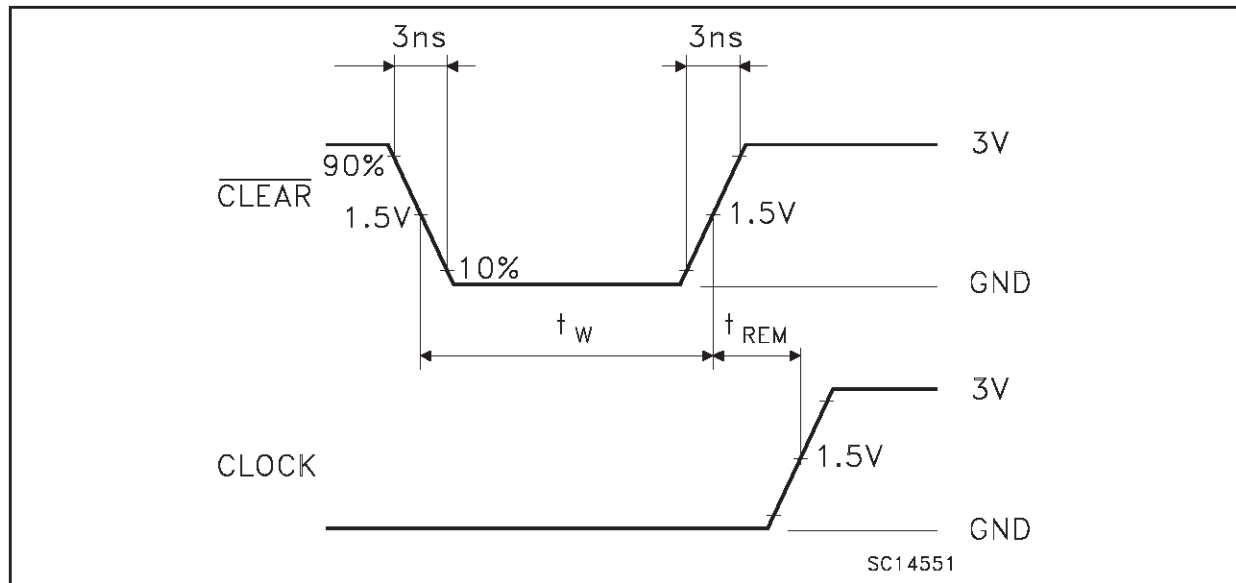 3ns 3ns
3V
90%
CLEAR
1.5V 1.5V
10%
GND
t W t REM
3V
CLOCK 1.5V
GND
SC14551